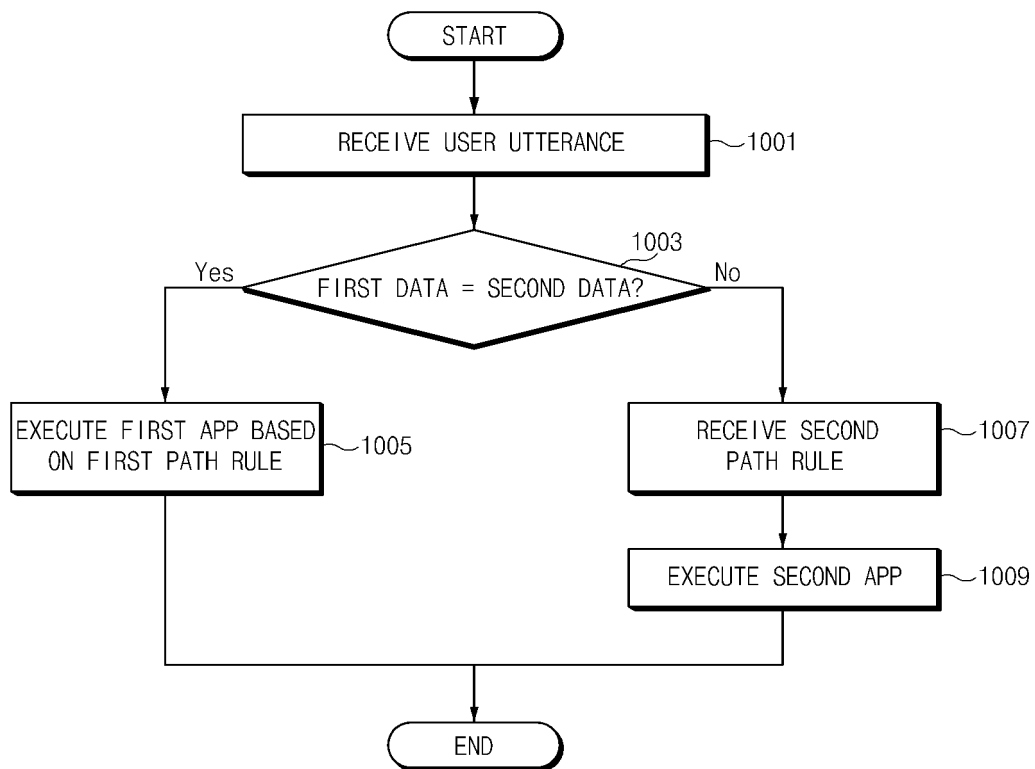 START
RECEIVE USER UTTERANCE
1001
1003
Yes
FIRST DATA = SECOND DATA?
No
EXECUTE FIRST APP BASED
ON FIRST PATH RULE
1005
RECEIVE SECOND
PATH RULE
1007
EXECUTE SECOND APP
1009
END